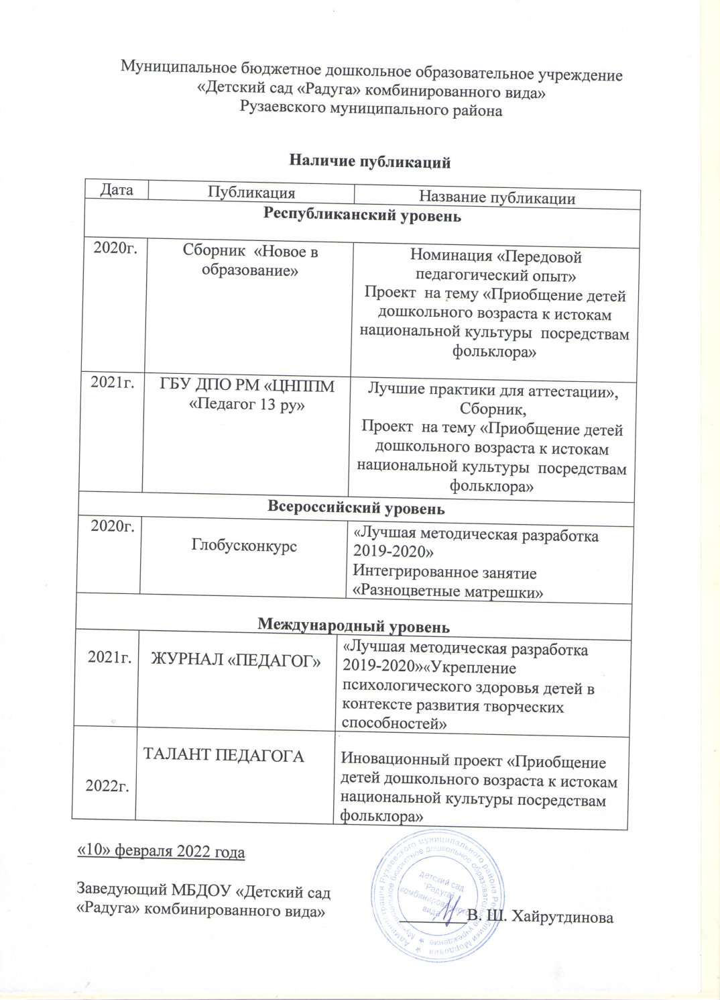 Муниципальное бюджетное дошкольное образовательное учреждение
«Детский сад «Радуга» комбинированного вида»
Рузаевского муниципального района
Наличие публикаций
Дата Публикация Название публикации
Республиканский уровень
2020г. Сборник «Новое в Номинация «Передовой
образование» педагогический опыт»
Проект на тему «Приобщение детей
дошкольного возраста к истокам
национальной культуры посредствам
фольклора»
2021г. ГБУ ДПО РМ «ЦНППМ Лучшие практики для аттестации»,
«Педагог 13 ру» Сборник,
Проект на тему «Приобщение детей
дошкольного возраста к истокам
национальной культуры посредствам
фольклора»
Всероссийский уровень
2020г. «Лучшая методическая разработка
Глобусконкурс 2019-2020»
Интегрированное занятие
«Разноцветные матрешки»
Международный уровень
«Лучшая методическая разработка
2021г. ЖУРНАЛ «ПЕДАГОГ» 2019-2020»«Укрепление
психологического здоровья детей в
контексте развития творческих
способностей»
ТАЛАНТ ПЕДАГОГА Иновационный проект «Приобщение
2022г. детей дошкольного возраста к истокам
национальной культуры посредствам
фольклора»
«10» февраля 2022 года
Заведующий МБДОУ «Детский сад
«Радуга» комбинированного вида» В. Ш. Хайрутдинова
Администрация Рузаевского муниципального района Республики Мордовия
Муниципальное бюджетное дошкольное образовательное учреждение
детский сад
"Радуга"
комбинированного
вида